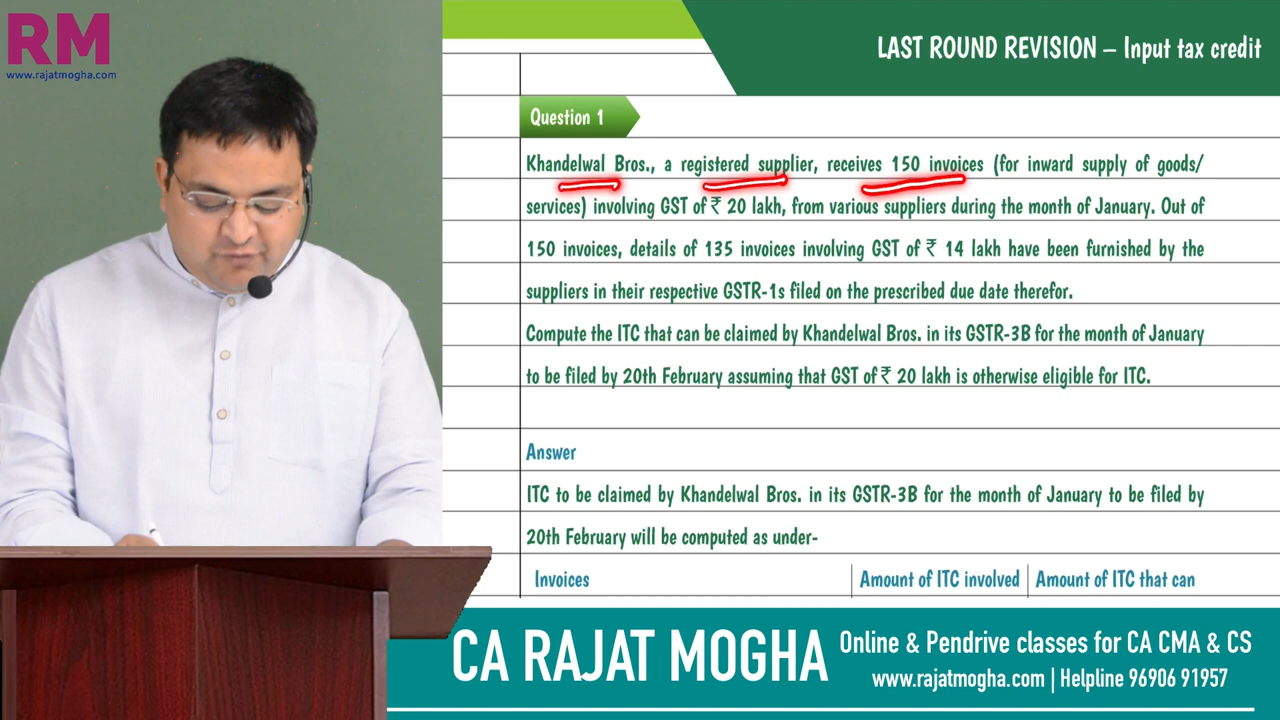 RM
www.rajatmogha.com
LAST ROUND REVISION – Input tax credit
Question 1
Khandelwal Bros., a registered supplier, receives 150 invoices (for inward supply of goods/
services) involving GST of ₹ 20 lakh, from various suppliers during the month of January. Out of
150 invoices, details of 135 invoices involving GST of ₹ 14 lakh have been furnished by the
suppliers in their respective GSTR-1s filed on the prescribed due date therefor.
Compute the ITC that can be claimed by Khandelwal Bros. in its GSTR-3B for the month of January
to be filed by 20th February assuming that GST of ₹ 20 lakh is otherwise eligible for ITC.
Answer
ITC to be claimed by Khandelwal Bros. in its GSTR-3B for the month of January to be filed by
20th February will be computed as under-
Invoices Amount of ITC involved Amount of ITC that can
CA RAJAT MOGHA
Online & Pendrive classes for CA CMA & CS
www.rajatmogha.com | Helpline 96906 91957